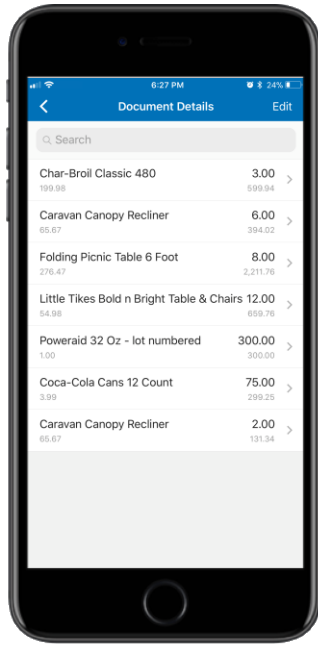 6:27 PM
24%
Document Details
Edit
Search
Char-Broil Classic 480 3.00
199.98 599.94
Caravan Canopy Recliner 6.00
65.67 394.02
Folding Picnic Table 6 Foot 8.00
276.47 2,211.76
Little Tikes Bold n Bright Table & Chairs 12.00
54.98 659.76
Poweraid 32 Oz - lot numbered 300.00
1.00 300.00
Coca-Cola Cans 12 Count 75.00
3.99 299.25
Caravan Canopy Recliner 2.00
65.67 131.34